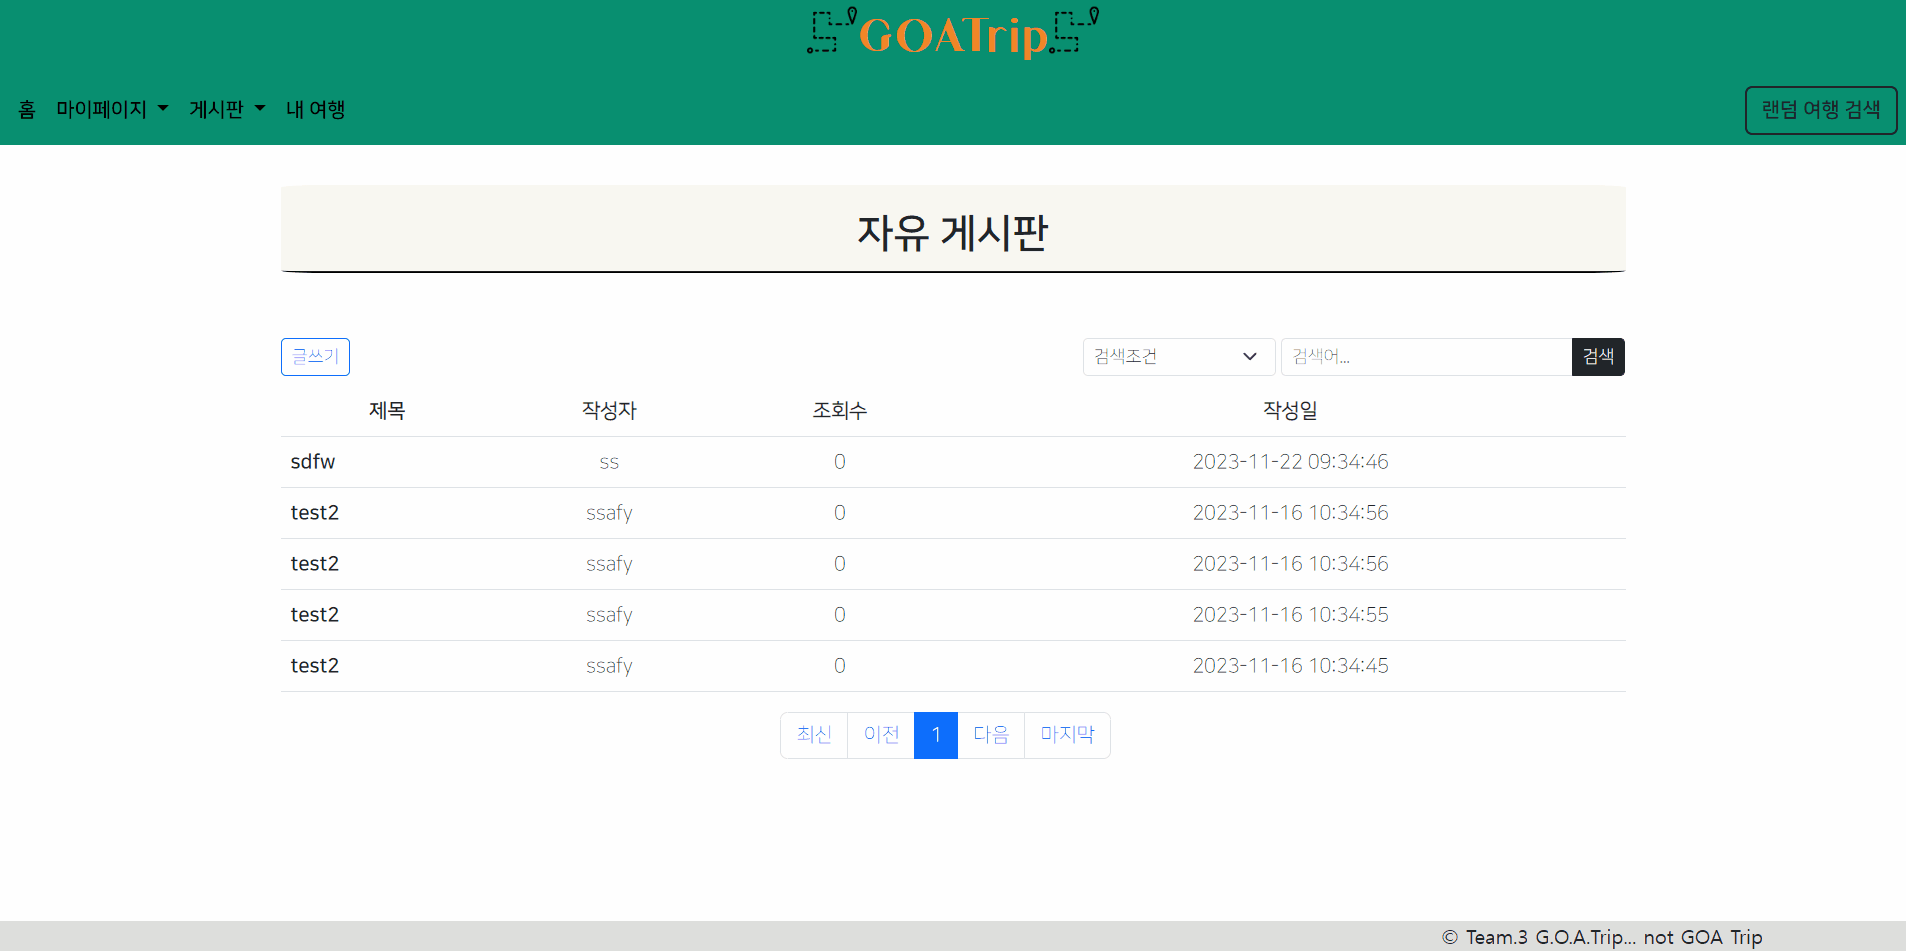 GOATrip
홈 마이페이지 게시판 내 여행 랜덤 여행 검색
자유 게시판
글쓰기 검색조건 검색어... 검색
제목 작성자 조회수 작성일
sdfw ss 0 2023-11-22 09:34:46
test2 ssafy 0 2023-11-16 10:34:56
test2 ssafy 0 2023-11-16 10:34:56
test2 ssafy 0 2023-11-16 10:34:55
test2 ssafy 0 2023-11-16 10:34:45
최신 이전 1 다음 마지막
© Team.3 G.O.A.Trip... not GOA Trip